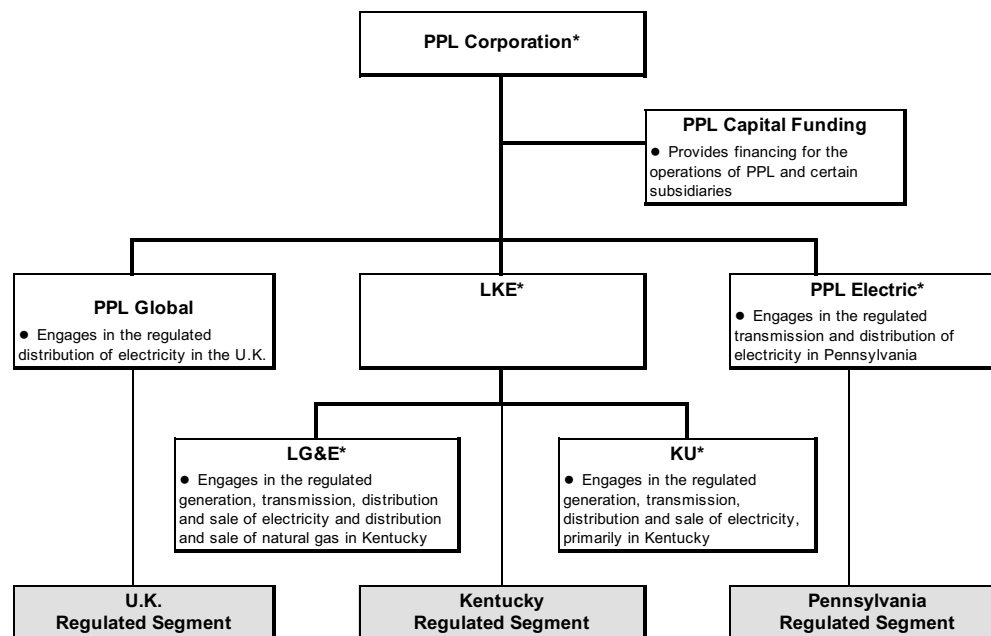 PPL Corporation*
PPL Capital Funding
● Provides financing for the
operations of PPL and certain
subsidiaries
PPL Global
● Engages in the regulated
distribution of electricity in the U.K.
LKE*
PPL Electric*
● Engages in the regulated
transmission and distribution of
electricity in Pennsylvania
LG&E*
● Engages in the regulated
generation, transmission, distribution
and sale of electricity and distribution
and sale of natural gas in Kentucky
KU*
● Engages in the regulated
generation, transmission,
distribution and sale of electricity,
primarily in Kentucky
U.K.
Regulated Segment
Kentucky
Regulated Segment
Pennsylvania
Regulated Segment